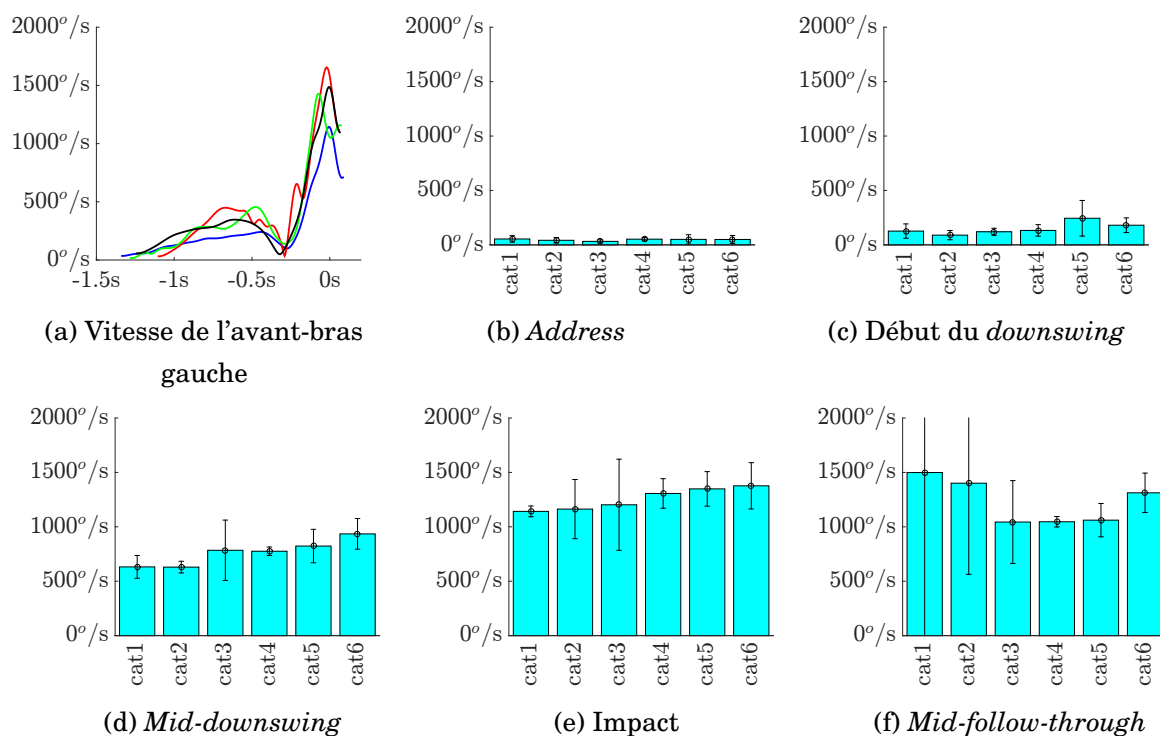 2000°/s
1500°/s
1000°/s
500°/s
0°/s
-1.5s -1s -0.5s 0s
(a) Vitesse de l'avant-bras
gauche
2000°/s
1500°/s
1000°/s
500°/s
0°/s
cat1 cat2 cat3 cat4 cat5 cat6
(b) Address
2000°/s
1500°/s
1000°/s
500°/s
0°/s
cat1 cat2 cat3 cat4 cat5 cat6
(c) Début du downswing
2000°/s
1500°/s
1000°/s
500°/s
0°/s
cat1 cat2 cat3 cat4 cat5 cat6
(d) Mid-downswing
2000°/s
1500°/s
1000°/s
500°/s
0°/s
cat1 cat2 cat3 cat4 cat5 cat6
(e) Impact
2000°/s
1500°/s
1000°/s
500°/s
0°/s
cat1 cat2 cat3 cat4 cat5 cat6
(f) Mid-follow-through